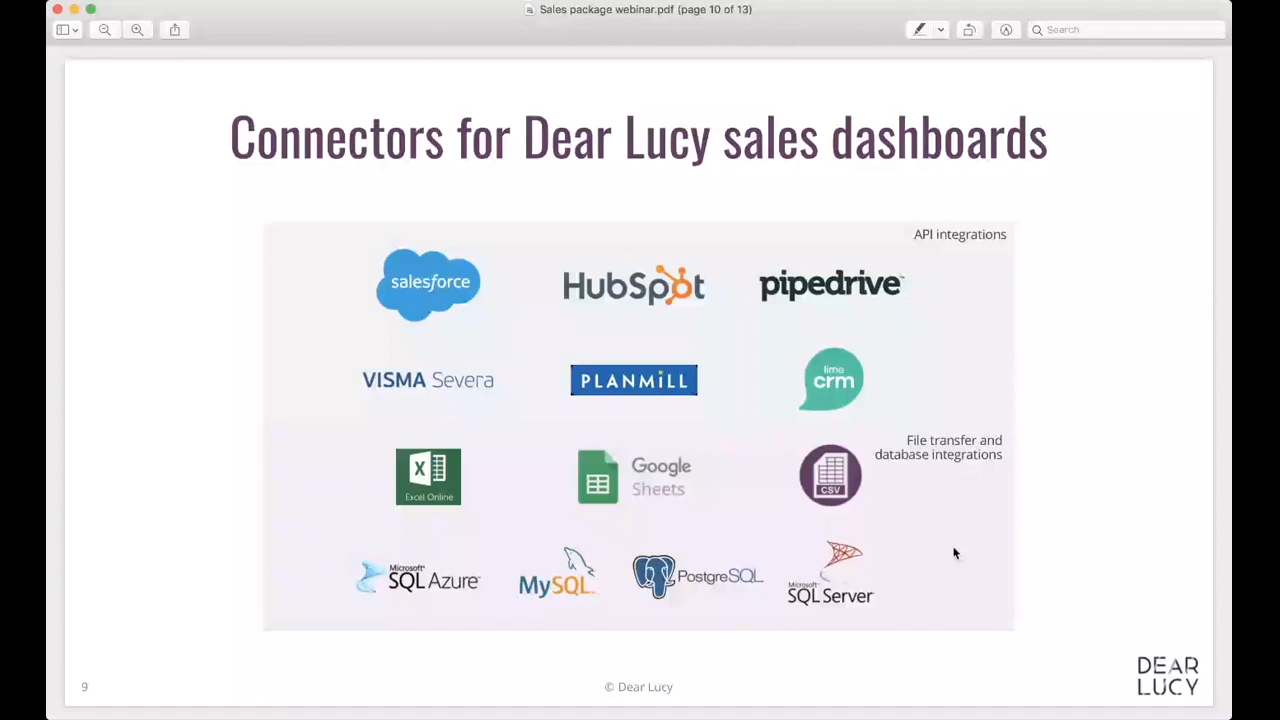 Sales package webinar.pdf (page 10 of 13)
Search
Connectors for Dear Lucy sales dashboards
API integrations
salesforce
HubSpot
pipedrive™
VISMA Severa
PLANMILL
lime
crm
File transfer and
database integrations
Excel Online
Google
Sheets
CSV
Microsoft®
SQL Azure™
MySQL
PostgreSQL
Microsoft®
SQL Server
9
© Dear Lucy
DEAR
LUCY